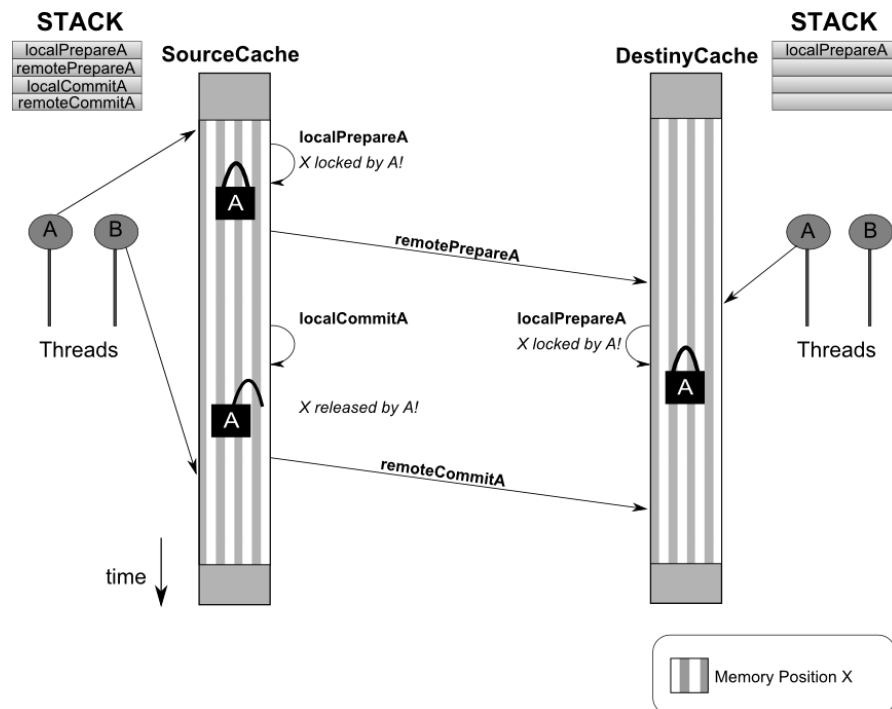 STACK
localPrepareA
remotePrepareA
localCommitA
remoteCommitA
SourceCache
DestinyCache
STACK
localPrepareA
localPrepareA
X locked by A!
A
A
B
Threads
remotePrepareA
A
B
localCommitA
localPrepareA
X locked by A!
A
A
X released by A!
remoteCommitA
time
Memory Position X